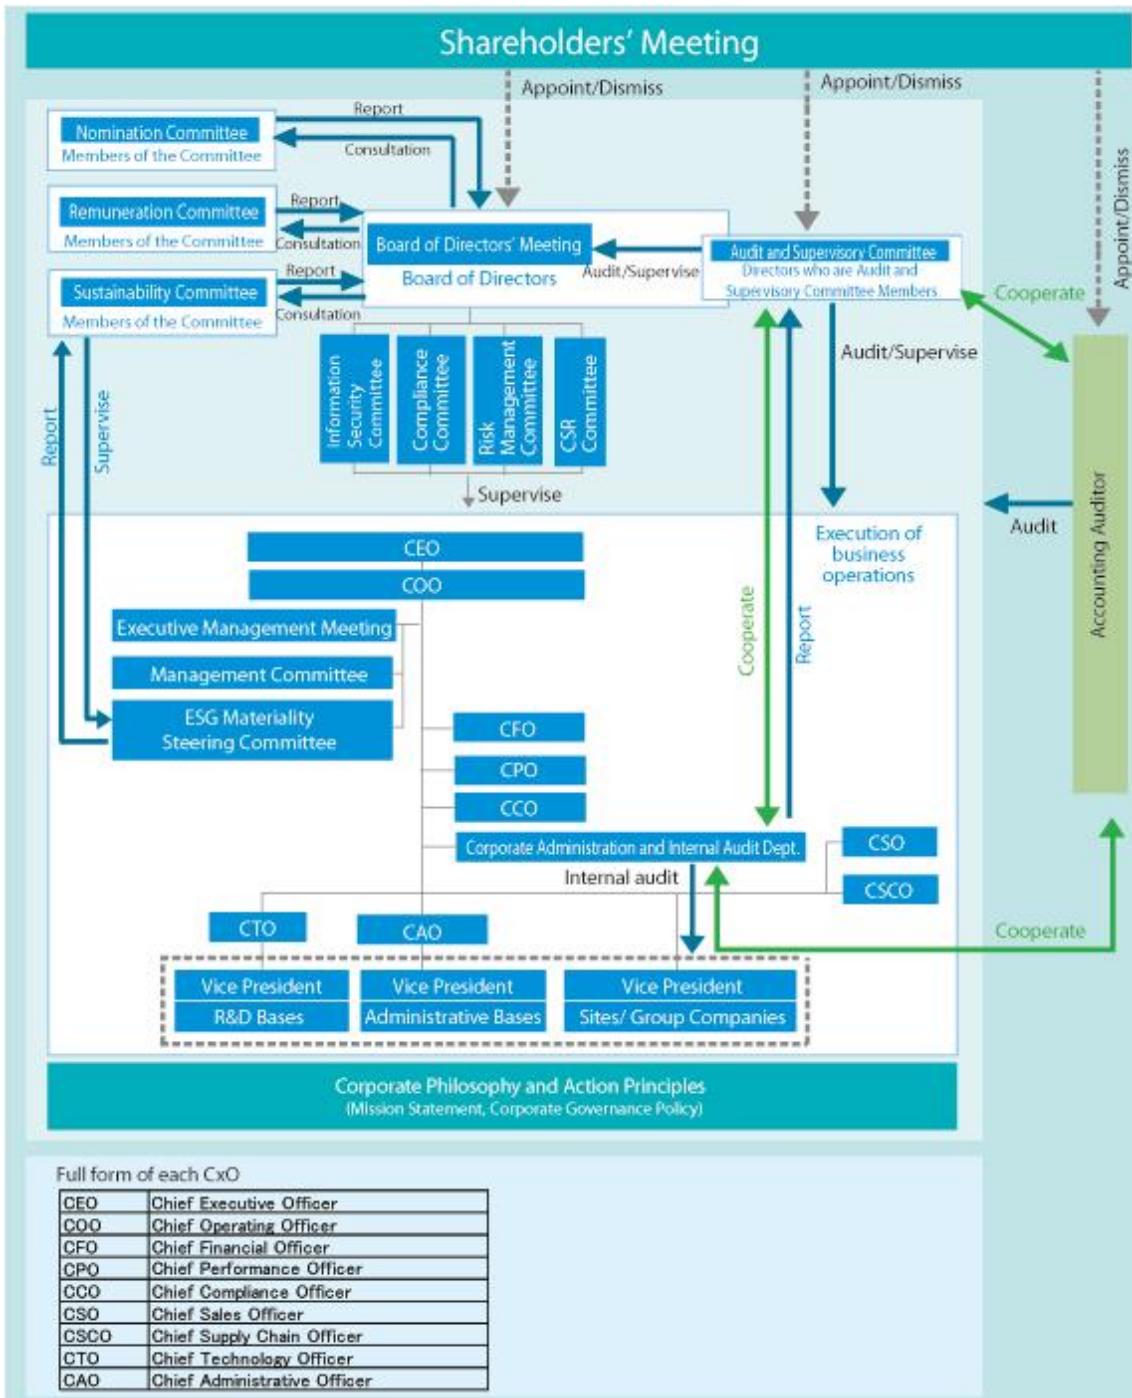 Shareholders' Meeting
Appoint/Dismiss
Appoint/Dismiss
Appoint/Dismiss
Nomination Committee
Members of the Committee
Report
Consultation
Remuneration Committee
Members of the Committee
Report
Consultation
Sustainability Committee
Members of the Committee
Report
Consultation
Board of Directors' Meeting
Board of Directors
Audit/Supervise
Audit and Supervisory Committee
Directors who are Audit and
Supervisory Committee Members
Cooperate
Audit/Supervise
Information
Security
Committee
Compliance
Committee
Risk
Management
Committee
CSR
Committee
Supervise
Report
Supervise
Accounting Auditor
Audit
Execution of
business
operations
CEO
COO
Executive Management Meeting
Management Committee
ESG Materiality
Steering Committee
Cooperate
Report
CFO
CPO
CCO
Corporate Administration and Internal Audit Dept.
CSO
CSCO
Internal audit
CTO
CAO
Cooperate
Vice President
R&D Bases
Vice President
Administrative Bases
Vice President
Sites/ Group Companies
Corporate Philosophy and Action Principles
(Mission Statement, Corporate Governance Policy)
Full form of each CxO
CEO Chief Executive Officer
COO Chief Operating Officer
CFO Chief Financial Officer
CPO Chief Performance Officer
CCO Chief Compliance Officer
CSO Chief Sales Officer
CSCO Chief Supply Chain Officer
CTO Chief Technology Officer
CAO Chief Administrative Officer